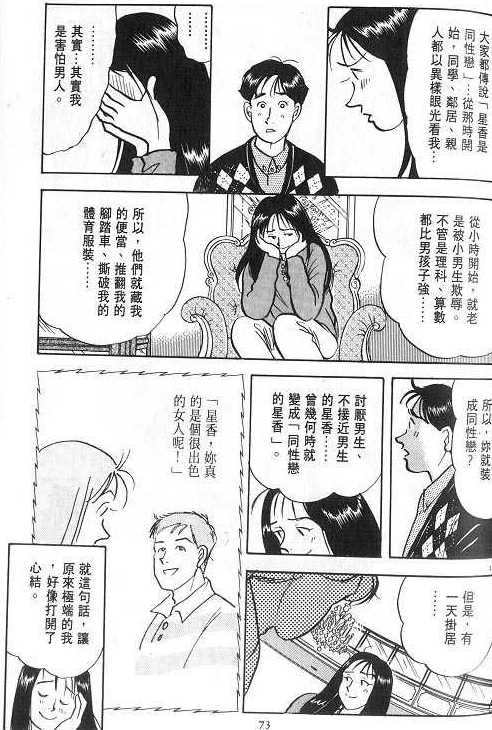 大家都傳說「星香是
同性戀」…從那時開
始，同學、鄰居、親
人都以異樣眼光看我…
其實…其實我
是害怕男人。
從小時開始，就老
是被小男生欺辱。
不管是理科、算數
都比男孩子強……
所以，他們就藏我
的便當、推翻我的
腳踏車、撕破我的
體育服裝……
所以，妳就裝
成同性戀？
討厭男生、
不接近男生
的星香……
曾幾何時就
變成「同性戀
的星香」。
但是，有
一天掛居
……
「星香，妳真
的是個很出色
的女人呢！」
就這句話，讓
原來極端的我
，好像打開了
心結。
73